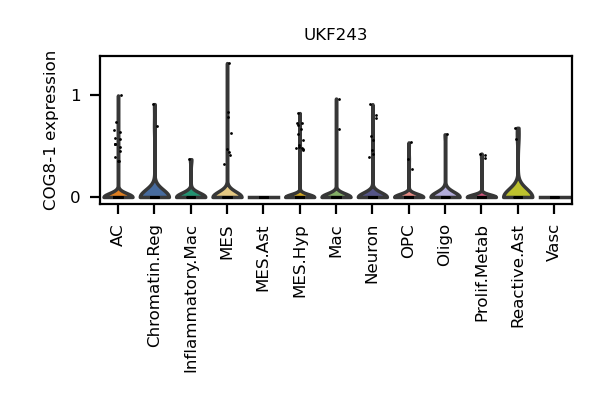 UKF243
COG8-1 expression
1
0
AC
Chromatin.Reg
Inflammatory.Mac
MES
MES.Ast
MES.Hyp
Mac
Neuron
OPC
Oligo
Prolif.Metab
Reactive.Ast
Vasc